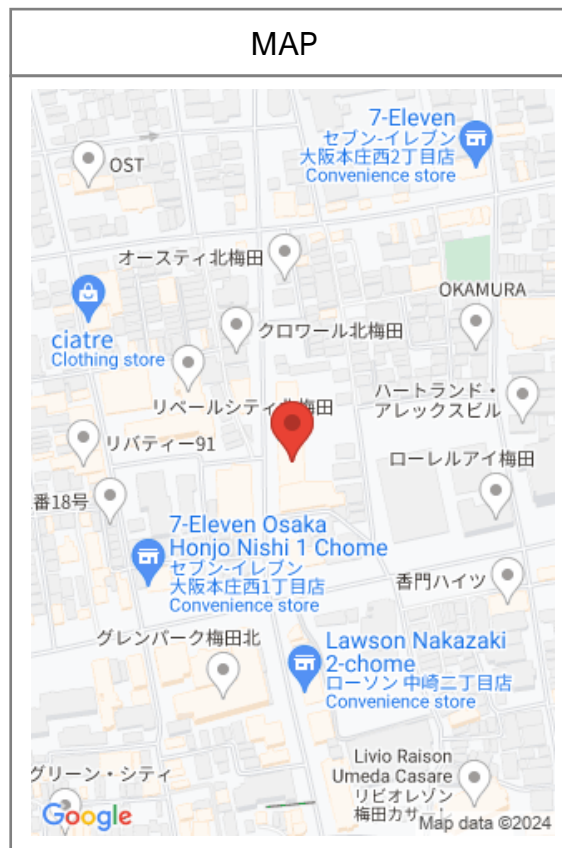 MAP
7-Eleven
セブン-イレブン
大阪本庄西2丁目店
Convenience store
OST
オースティ北梅田
OKAMURA
ciatre
Clothing store
クロワール北梅田
リベールシティ北梅田
ハートランド・
アレックスビル
リバティー91
ローレルアイ梅田
番18号
7-Eleven Osaka
Honjo Nishi 1 Chome
セブン-イレブン
大阪本庄西1丁目店
Convenience store
香門ハイツ
グレンパーク梅田北
Lawson Nakazaki
2-chome
ローソン 中崎二丁目店
Convenience store
Livio Raison
Umeda Casare
リビオレゾン
梅田カサーレ
グリーン・シティ
Google
Map data ©2024